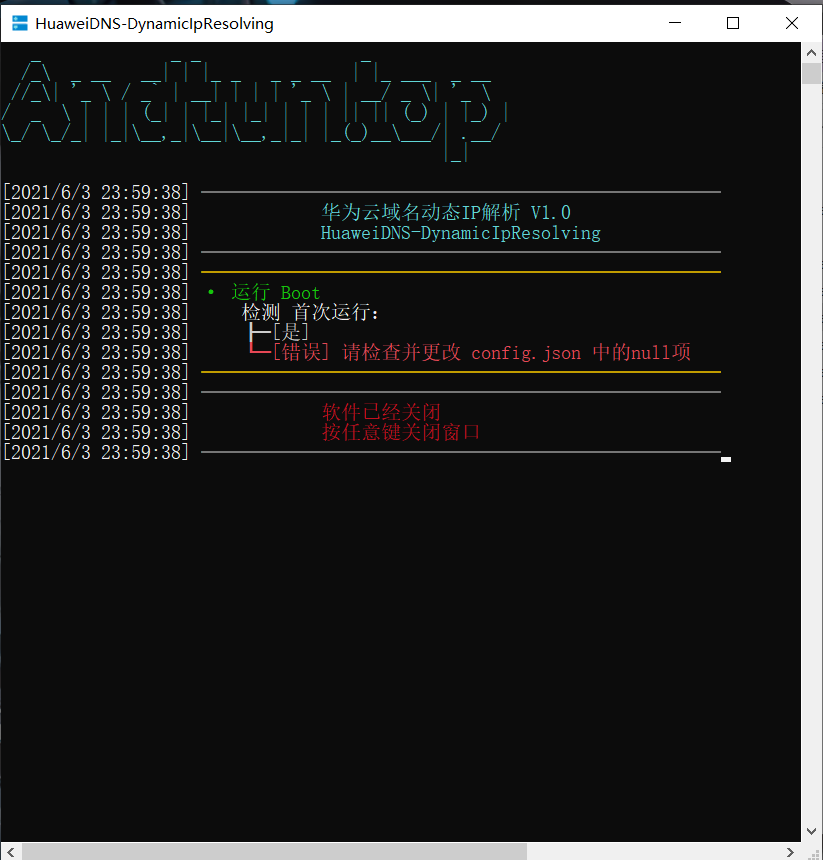 HuaweiDNS-DynamicIpResolving
[2021/6/3 23:59:38]
[2021/6/3 23:59:38] 华为云域名动态IP解析 V1.0
[2021/6/3 23:59:38] HuaweiDNS-DynamicIpResolving
[2021/6/3 23:59:38]
[2021/6/3 23:59:38]
[2021/6/3 23:59:38] · 运行 Boot
[2021/6/3 23:59:38] 检测 首次运行:
[2021/6/3 23:59:38] ├─[是]
[2021/6/3 23:59:38] └─[错误] 请检查并更改 config.json 中的null项
[2021/6/3 23:59:38]
[2021/6/3 23:59:38]
[2021/6/3 23:59:38] 软件已经关闭
[2021/6/3 23:59:38] 按任意键关闭窗口
[2021/6/3 23:59:38]